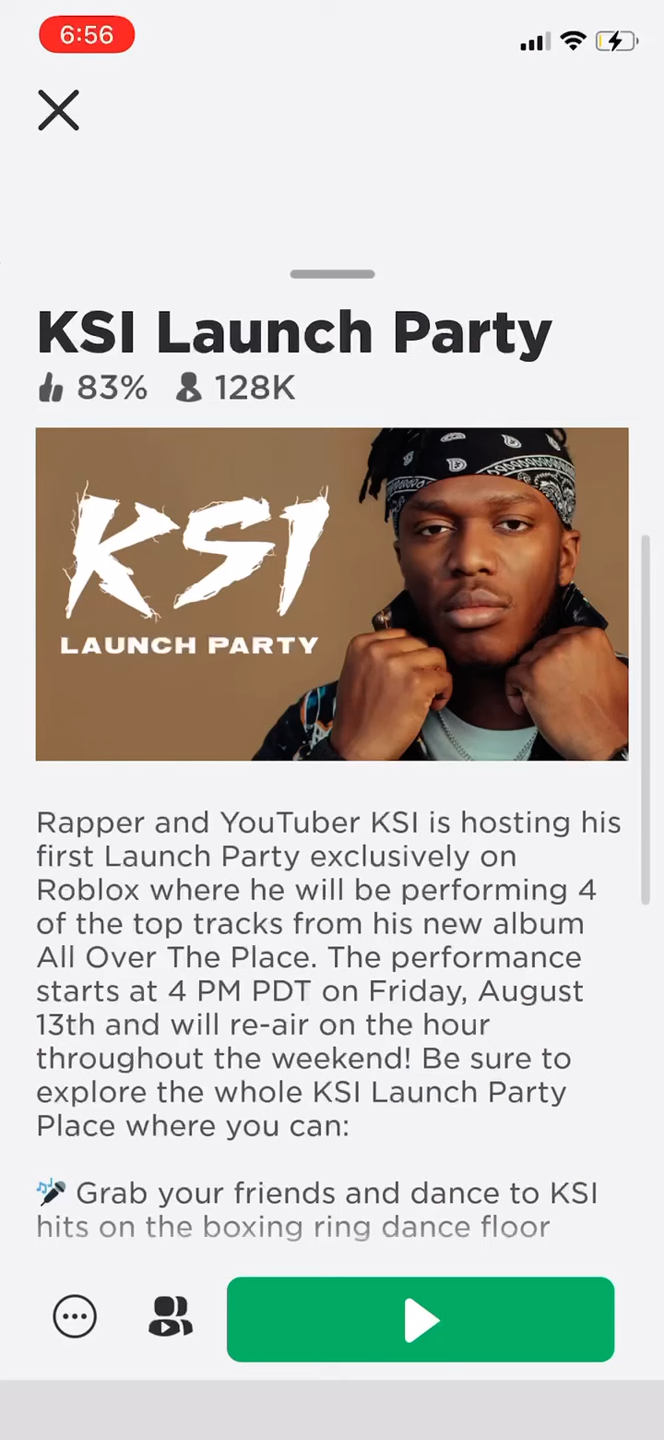 6:56
KSI Launch Party
83% 128K
KSI
LAUNCH PARTY
Rapper and YouTuber KSI is hosting his
first Launch Party exclusively on
Roblox where he will be performing 4
of the top tracks from his new album
All Over The Place. The performance
starts at 4 PM PDT on Friday, August
13th and will re-air on the hour
throughout the weekend! Be sure to
explore the whole KSI Launch Party
Place where you can:
🎤 Grab your friends and dance to KSI
hits on the boxing ring dance floor